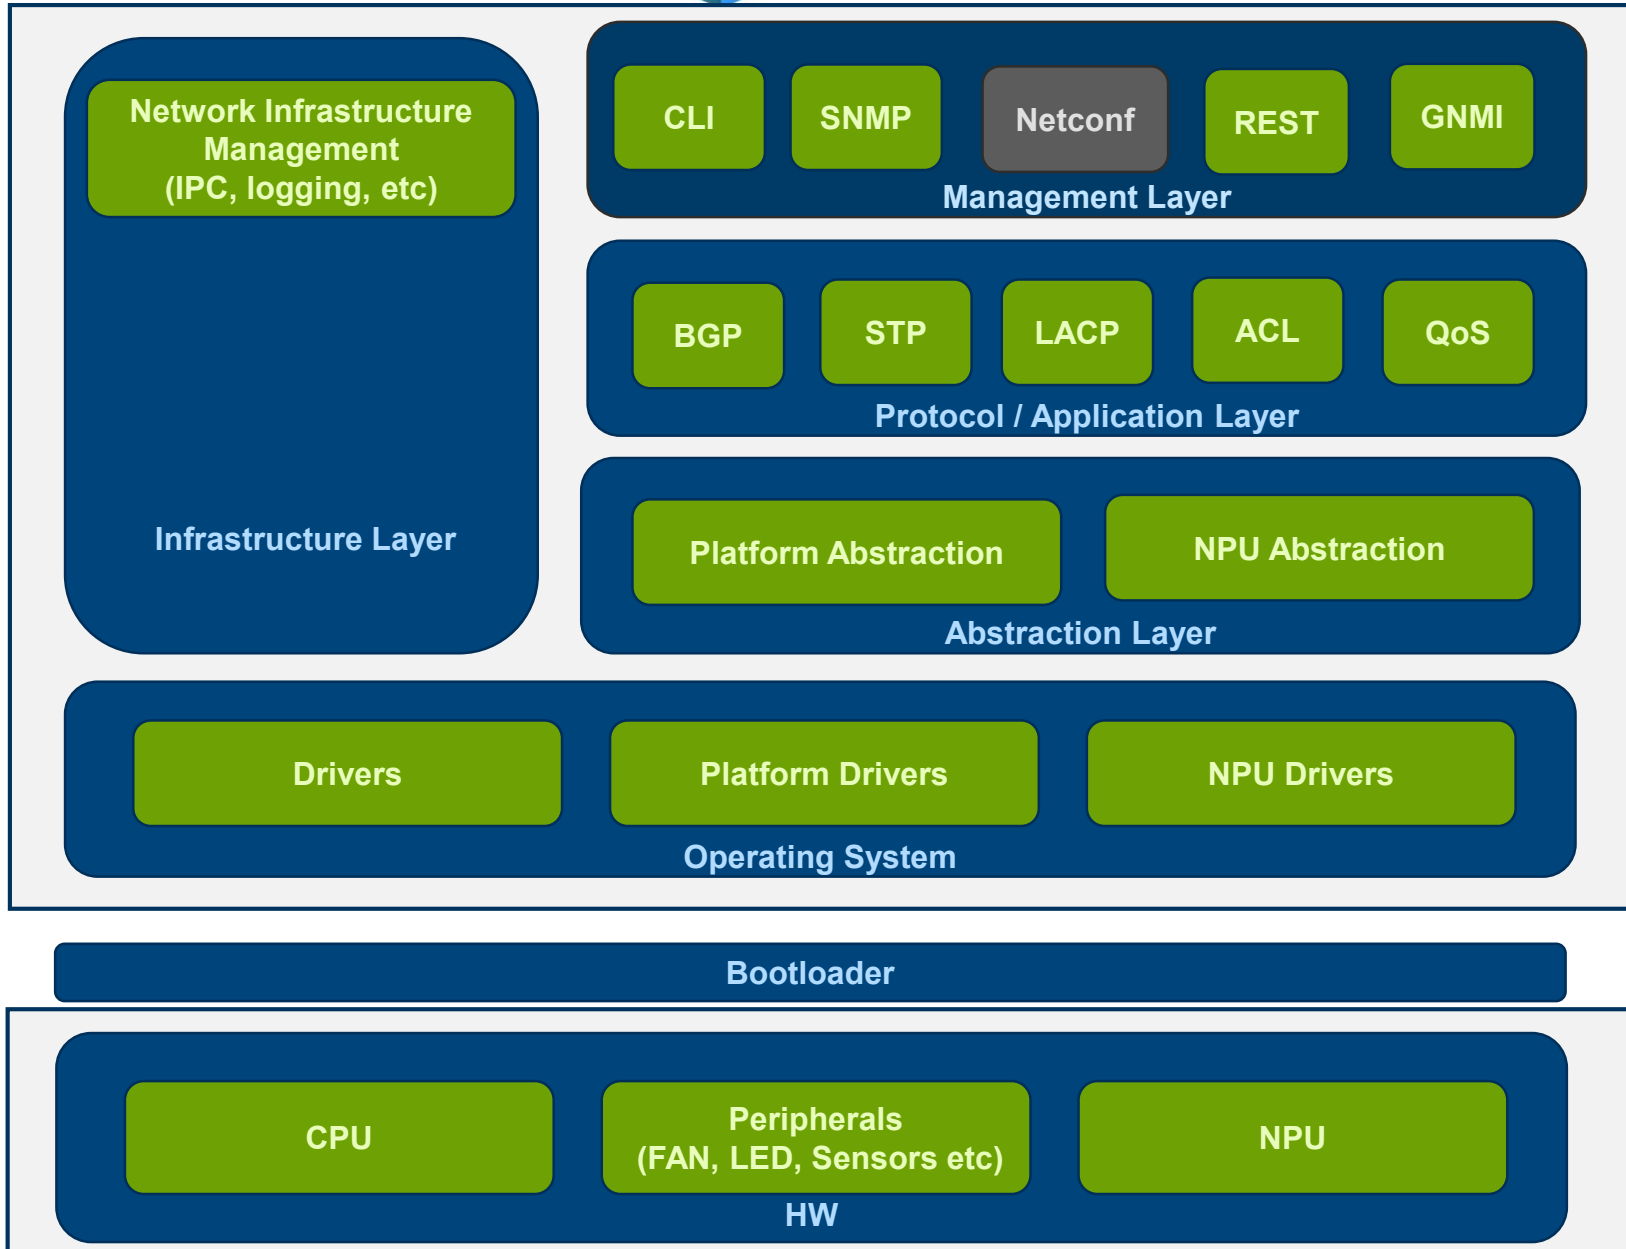 Network Infrastructure
Management
(IPC, logging, etc)
Infrastructure Layer
CLI
SNMP
Netconf
REST
GNMI
Management Layer
BGP
STP
LACP
ACL
QoS
Protocol / Application Layer
Platform Abstraction
NPU Abstraction
Abstraction Layer
Drivers
Platform Drivers
NPU Drivers
Operating System
Bootloader
CPU
Peripherals
(FAN, LED, Sensors etc)
NPU
HW